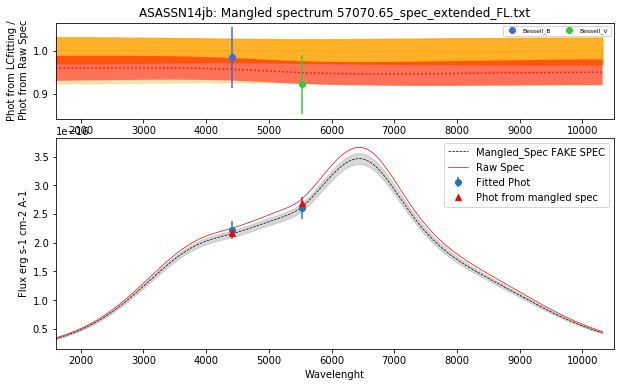 ASASSN14jb: Mangled spectrum 57070.65_spec_extended_FL.txt
Phot from LCfitting /
Phot from Raw Spec
1.0
0.9
Bessell_B
Bessell_V
2000 3000 4000 5000 6000 7000 8000 9000 10000
1e−16
Flux erg s-1 cm-2 A-1
3.5
3.0
2.5
2.0
1.5
1.0
0.5
Mangled_Spec FAKE SPEC
Raw Spec
Fitted Phot
Phot from mangled spec
2000 3000 4000 5000 6000 7000 8000 9000 10000
Wavelenght